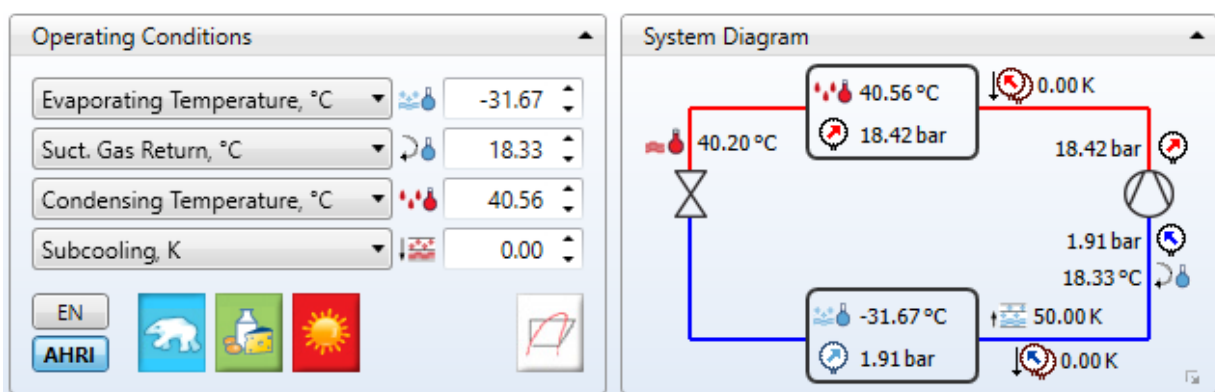 Operating Conditions
Evaporating Temperature, °C
-31.67
Suct. Gas Return, °C
18.33
Condensing Temperature, °C
40.56
Subcooling, K
0.00
EN
AHRI
System Diagram
40.56 °C
18.42 bar
0.00 K
40.20 °C
18.42 bar
1.91 bar
18.33 °C
-31.67 °C
1.91 bar
50.00 K
0.00 K